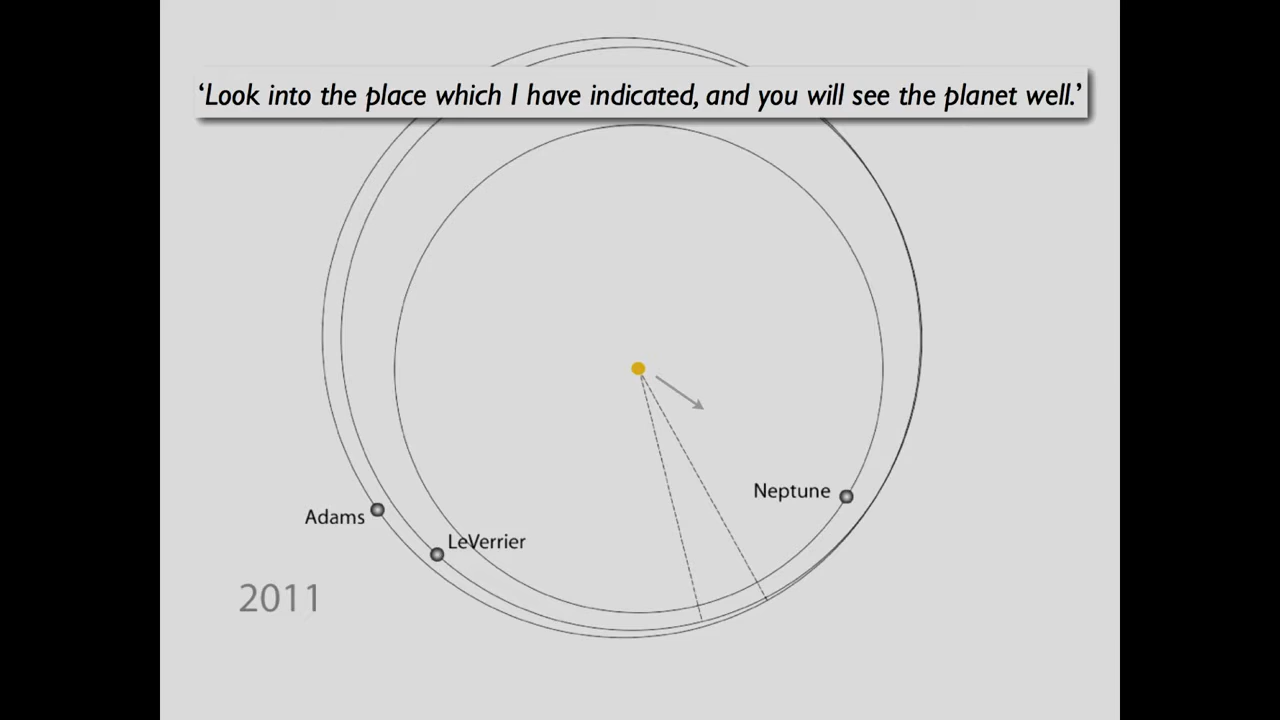 ‘Look into the place which I have indicated, and you will see the planet well.’
Neptune
Adams
LeVerrier
2011